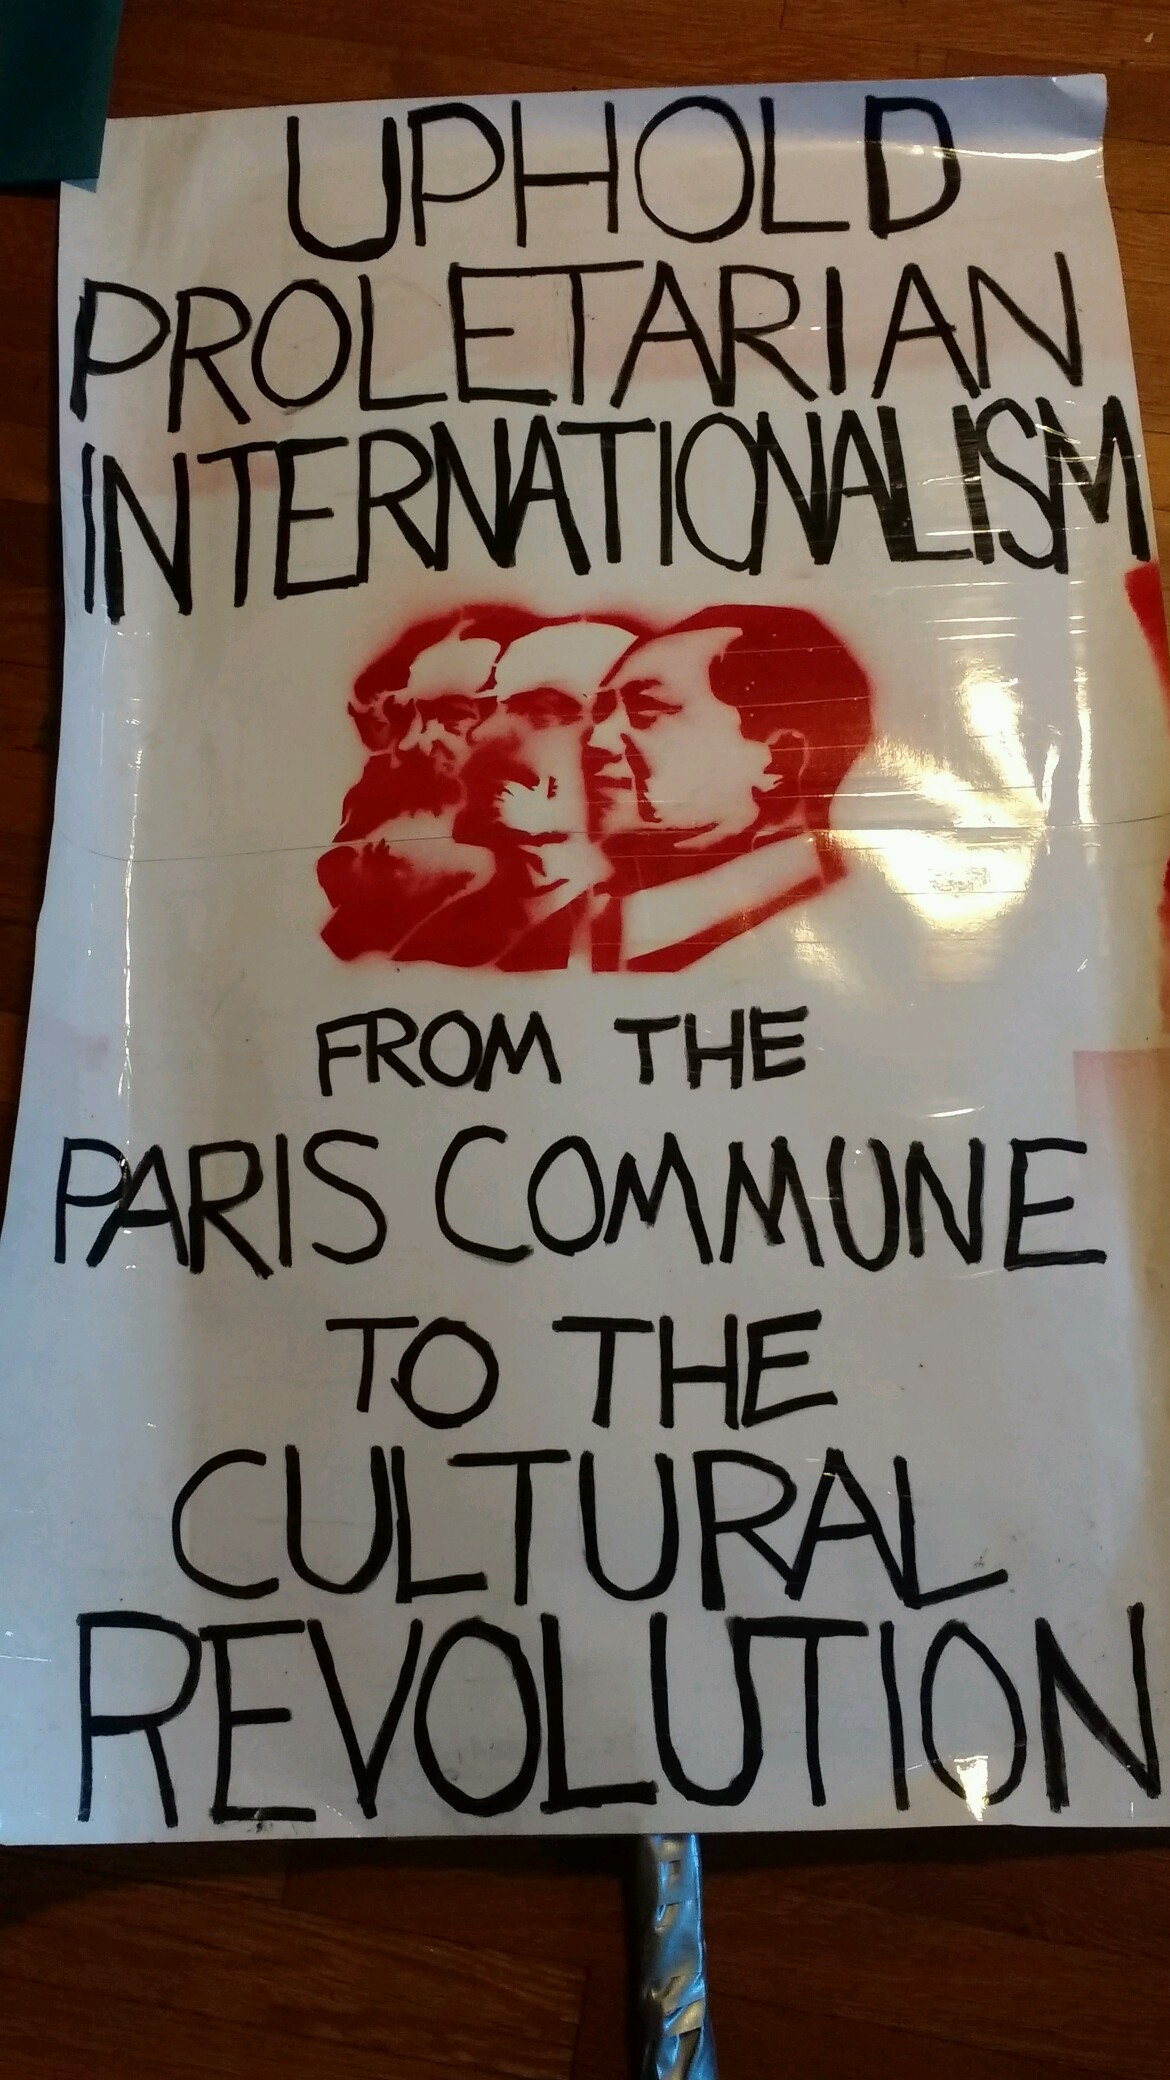 UPHOLD
PROLETARIAN
INTERNATIONALISM
FROM THE
PARIS COMMUNE
TO THE
CULTURAL
REVOLUTION